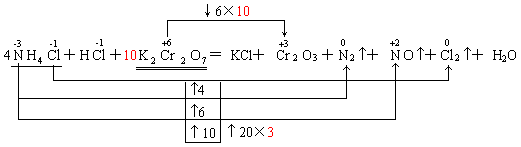 ↓ 6×10
-3 -1 -1 +6 +3 0 +2 0
4NH₄Cl+HCl+10K₂Cr₂O₇= KCl+ Cr₂O₃ + N₂↑+ NO↑+Cl₂↑+ H₂O
↑4
↑6
↑10 ↑20×3